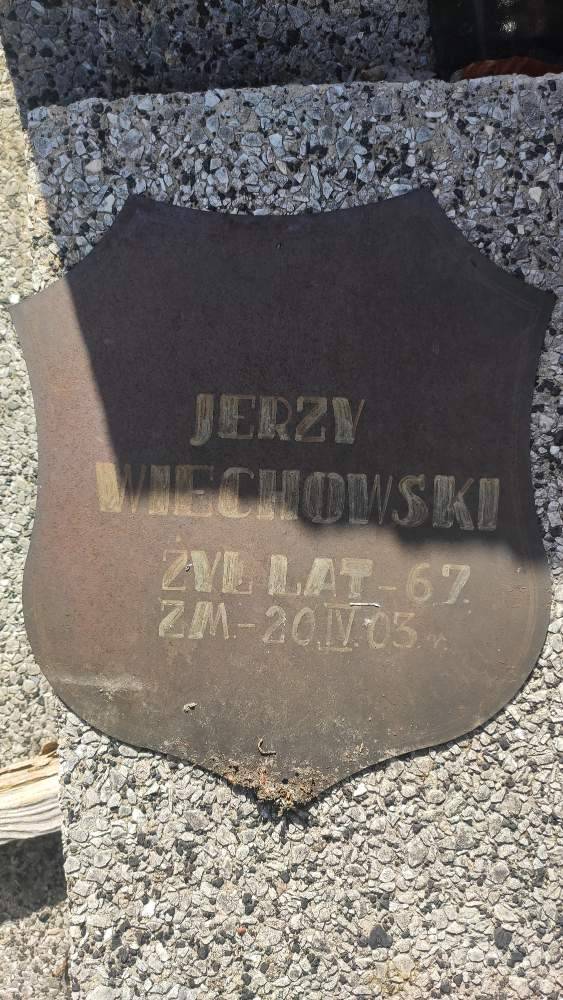 JERZY
WIECHOWSKI
ŻYŁ LAT - 67
ZM. - 20.IV.03 r.